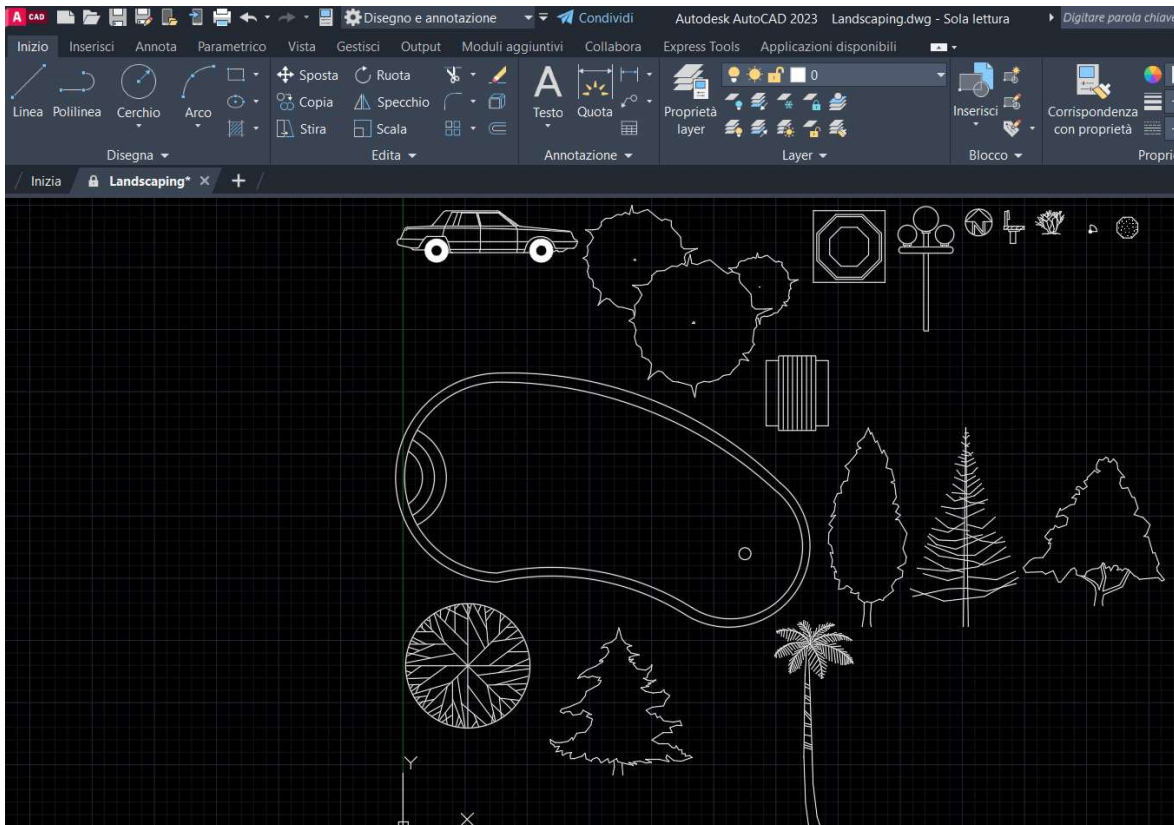 A CAD Disegno e annotazione Condividi Autodesk AutoCAD 2023 Landscaping.dwg - Sola lettura Digitare parola chiave
Inizio Inserisci Annota Parametrico Vista Gestisci Output Moduli aggiuntivi Collabora Express Tools Applicazioni disponibili
Linea Polilinea Cerchio Arco
Sposta Ruota
Copia Specchio
Stira Scala
A
Testo Quota
Proprietà
layer
0
Inserisci
Corrispondenza
con proprietà
Disegna Edita Annotazione Layer Blocco Propri
Inizia Landscaping* +
N
Y
X